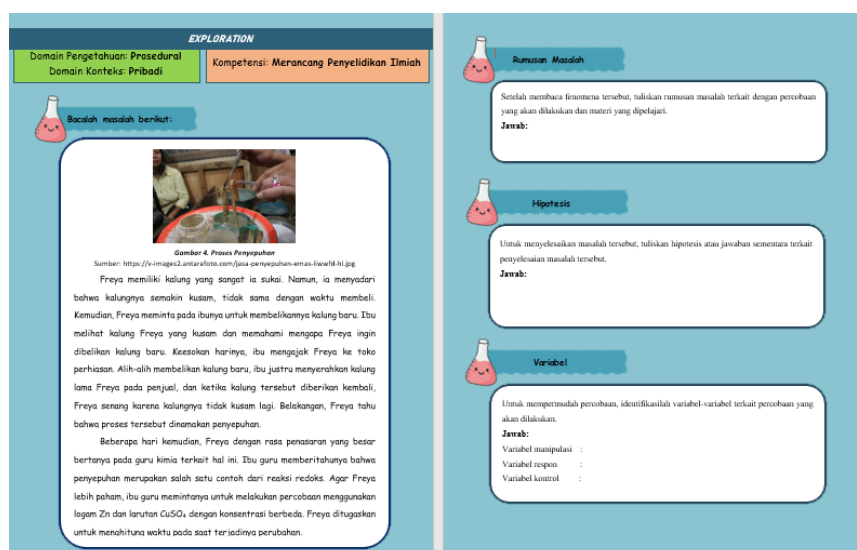 EXPLORATION
Domain Pengetahuan: Prosedural
Domain Konteks: Pribadi
Kompetensi: Merancang Penyelidikan Ilmiah
Bacalah masalah berikut:
Gambar 4. Proses Penyepuhan
Sumber: https://v-images2.antarafoto.com/jasa-penyepuhan-emas-liwwfd-hl.jpg
Freya memiliki kalung yang sangat ia sukai. Namun, ia menyadari
bahwa kalungnya semakin kusam, tidak sama dengan waktu membeli.
Kemudian, Freya meminta pada ibunya untuk membelikannya kalung baru. Ibu
melihat kalung Freya yang kusam dan memahami mengapa Freya ingin
dibelikan kalung baru. Keesokan harinya, ibu mengajak Freya ke toko
perhiasan. Alih-alih membelikan kalung baru, ibu justru menyerahkan kalung
lama Freya pada penjual, dan ketika kalung tersebut diberikan kembali,
Freya senang karena kalungnya tidak kusam lagi. Belakangan, Freya tahu
bahwa proses tersebut dinamakan penyepuhan.
Beberapa hari kemudian, Freya dengan rasa penasaran yang besar
bertanya pada guru kimia terkait hal ini. Ibu guru memberitahunya bahwa
penyepuhan merupakan salah satu contoh dari reaksi redoks. Agar Freya
lebih paham, ibu guru memintanya untuk melakukan percobaan menggunakan
logam Zn dan larutan CuSO₄ dengan konsentrasi berbeda. Freya ditugaskan
untuk menghitung waktu pada saat terjadinya perubahan.
Rumusan Masalah
Setelah membaca fenomena tersebut, tuliskan rumusan masalah terkait dengan percobaan
yang akan dilakukan dan materi yang dipelajari.
Jawab:
Hipotesis
Untuk menyelesaikan masalah tersebut, tuliskan hipotesis atau jawaban sementara terkait
penyelesaian masalah tersebut.
Jawab:
Variabel
Untuk mempermudah percobaan, identifikasilah variabel-variabel terkait percobaan yang
akan dilakukan.
Jawab:
Variabel manipulasi :
Variabel respon :
Variabel kontrol :